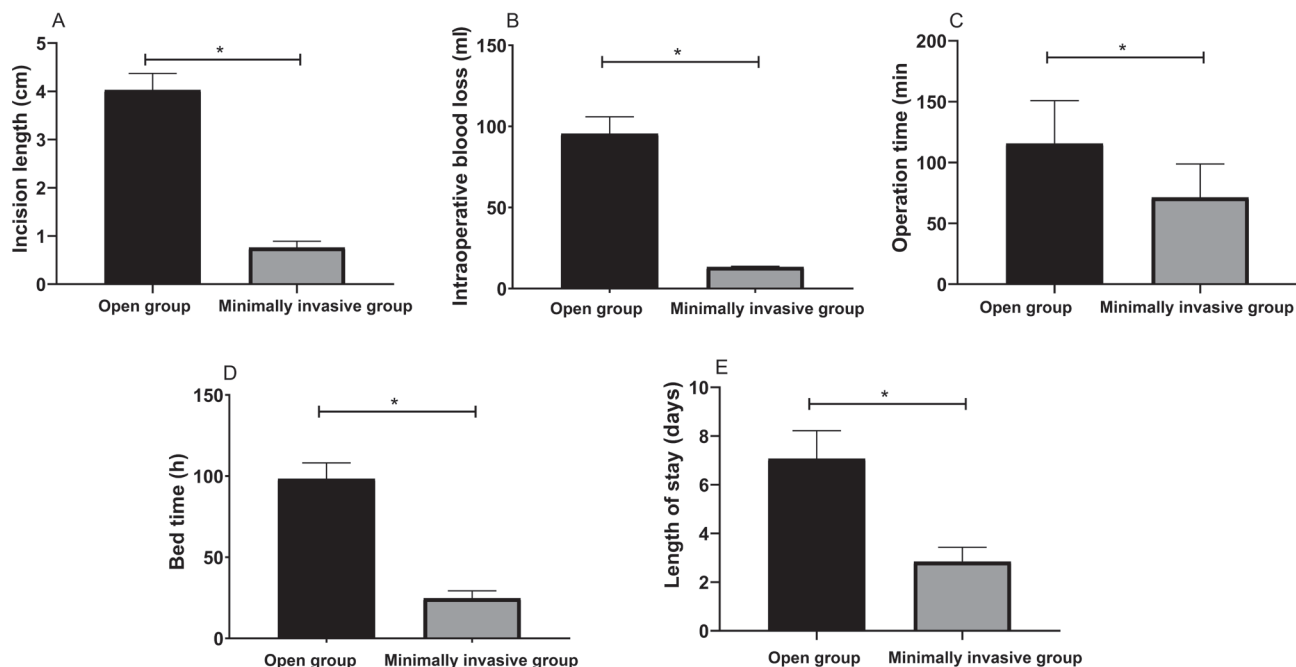 A
Incision length (cm)
5
4
3
2
1
0
*
Open group
Minimally invasive group
B
Intraoperative blood loss (ml)
150
100
50
0
*
Open group
Minimally invasive group
C
Operation time (min
200
150
100
50
0
*
Open group
Minimally invasive group
D
Bed time (h)
150
100
50
0
*
Open group
Minimally invasive group
E
Length of stay (days)
10
8
6
4
2
0
*
Open group
Minimally invasive group